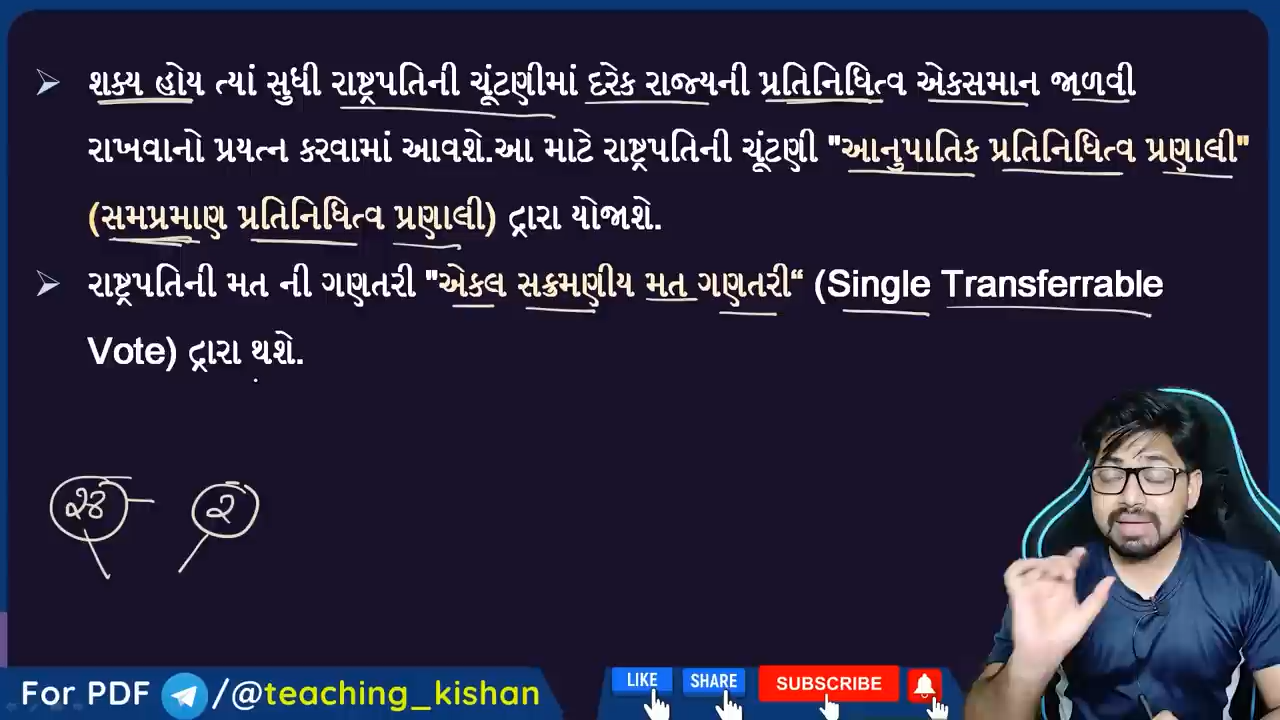 શક્ય હોય ત્યાં સુધી રાષ્ટ્રપતિની ચૂંટણીમાં દરેક રાજ્યની પ્રતિનિધિત્વ એકસમાન જાળવી
રાખવાનો પ્રયત્ન કરવામાં આવશે.આ માટે રાષ્ટ્રપતિની ચૂંટણી "આનુપાતિક પ્રતિનિધિત્વ પ્રણાલી"
(સમપ્રમાણ પ્રતિનિધિત્વ પ્રણાલી) દ્વારા યોજાશે.
રાષ્ટ્રપતિની મત ની ગણતરી "એકલ સક્રમણીય મત ગણતરી“ (Single Transferrable
Vote) દ્વારા થશે.
૨૪ ૨
For PDF /@teaching_kishan
LIKE SHARE SUBSCRIBE